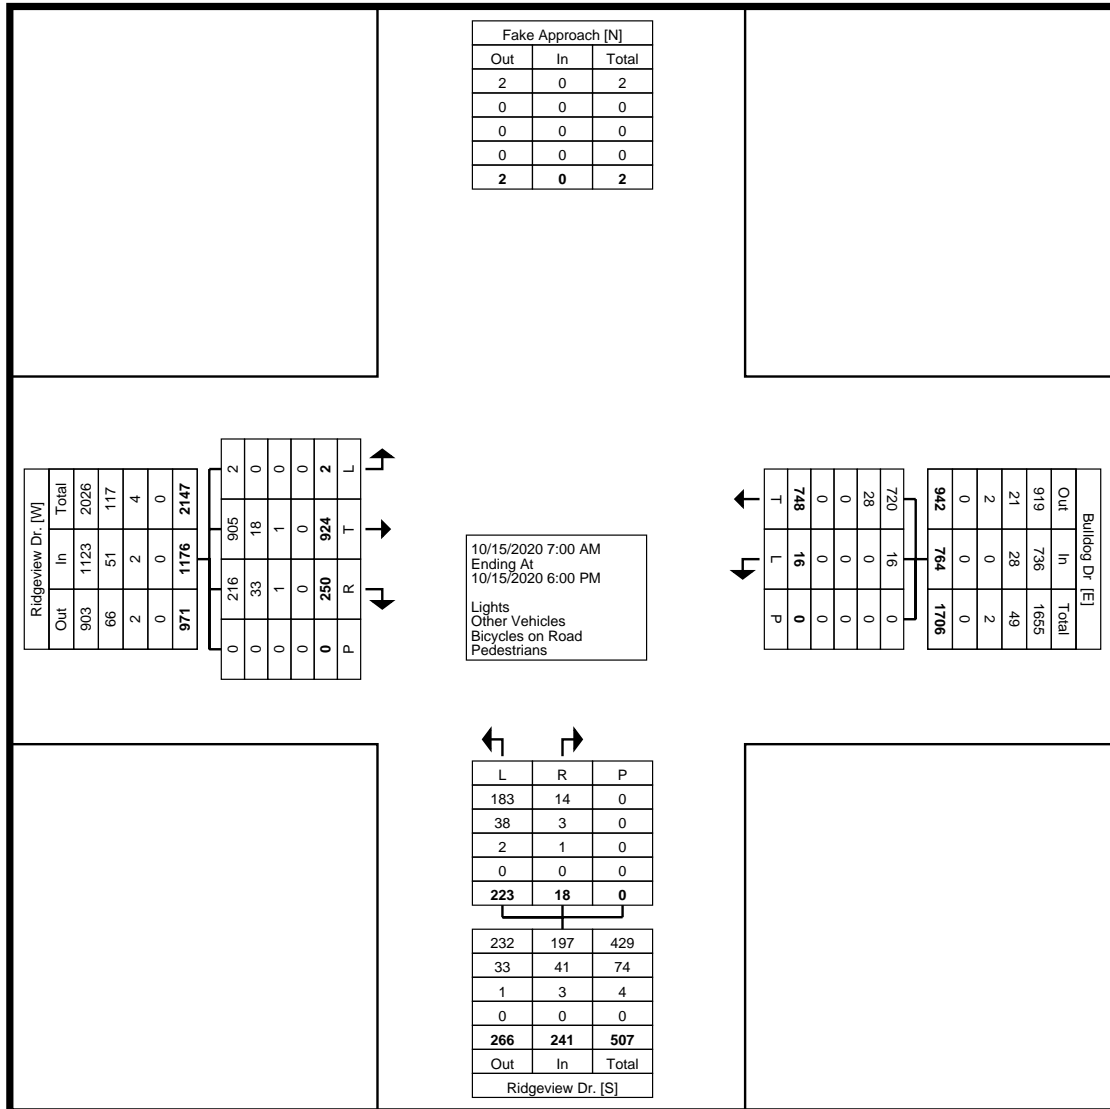 Fake Approach [N]
Out In Total
2 0 2
0 0 0
0 0 0
0 0 0
2 0 2
Ridgeview Dr. [W]
Total 2026 117 4 0 2147
In 1123 51 2 0 1176
Out 903 66 2 0 971
2 0 0 0 2 L
905 18 1 0 924 T
216 33 1 0 250 R
0 0 0 0 0 P
10/15/2020 7:00 AM
Ending At
10/15/2020 6:00 PM
Lights
Other Vehicles
Bicycles on Road
Pedestrians
720 28 0 0 748 T
16 0 0 0 16 L
0 0 0 0 0 P
Bulldog Dr [E]
Out 919 21 2 0 942
In 736 28 0 0 764
Total 1655 49 2 0 1706
L R P
183 14 0
38 3 0
2 1 0
0 0 0
223 18 0
232 197 429
33 41 74
1 3 4
0 0 0
266 241 507
Out In Total
Ridgeview Dr. [S]